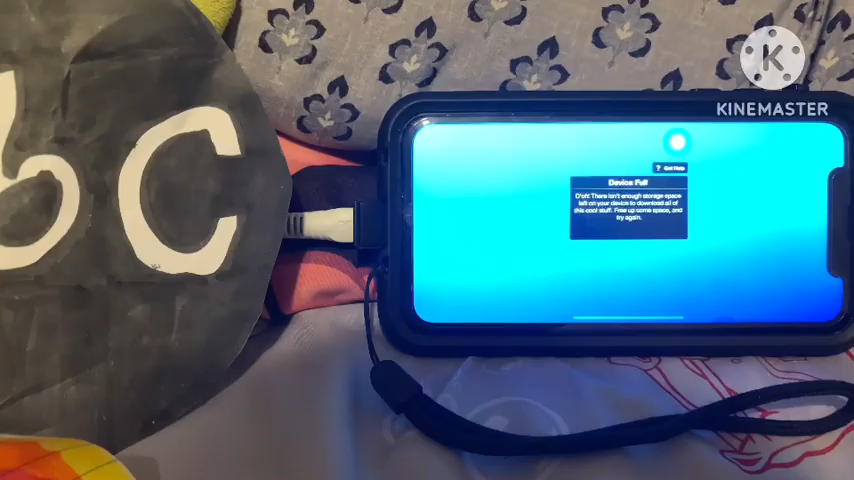 bc
K
KINEMASTER
? Get Help
Device Full
D'oh! There isn't enough storage space
left on your device to download all of
this cool stuff. Free up some space, and
try again.